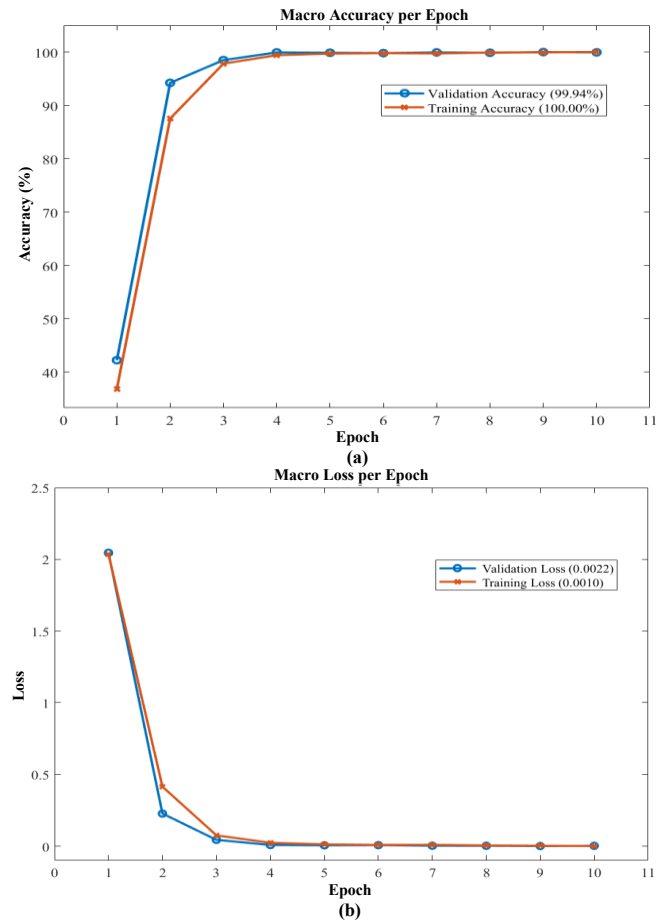 Macro Accuracy per Epoch
100
90
80
70
60
50
40
Accuracy (%)
Validation Accuracy (99.94%)
Training Accuracy (100.00%)
0 1 2 3 4 5 6 7 8 9 10 11
Epoch
(a)
Macro Loss per Epoch
2.5
2
1.5
1
0.5
0
Loss
Validation Loss (0.0022)
Training Loss (0.0010)
0 1 2 3 4 5 6 7 8 9 10 11
Epoch
(b)